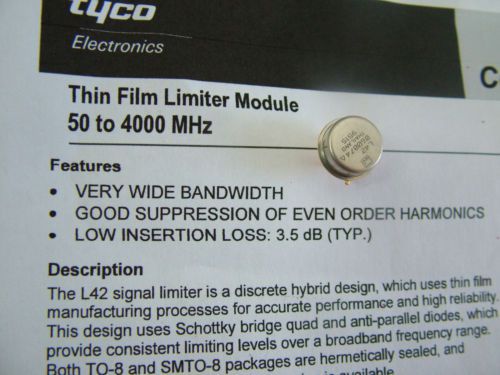 tyco
Electronics
C
Thin Film Limiter Module
50 to 4000 MHz
L42
Features
• VERY WIDE BANDWIDTH
• GOOD SUPPRESSION OF EVEN ORDER HARMONICS
• LOW INSERTION LOSS: 3.5 dB (TYP.)
Description
The L42 signal limiter is a discrete hybrid design, which uses thin film
manufacturing processes for accurate performance and high reliability.
This design uses Schottky bridge quad and anti-parallel diodes, which
provide consistent limiting levels over a broadband frequency range.
Both TO-8 and SMTO-8 packages are hermetically sealed, and
is available